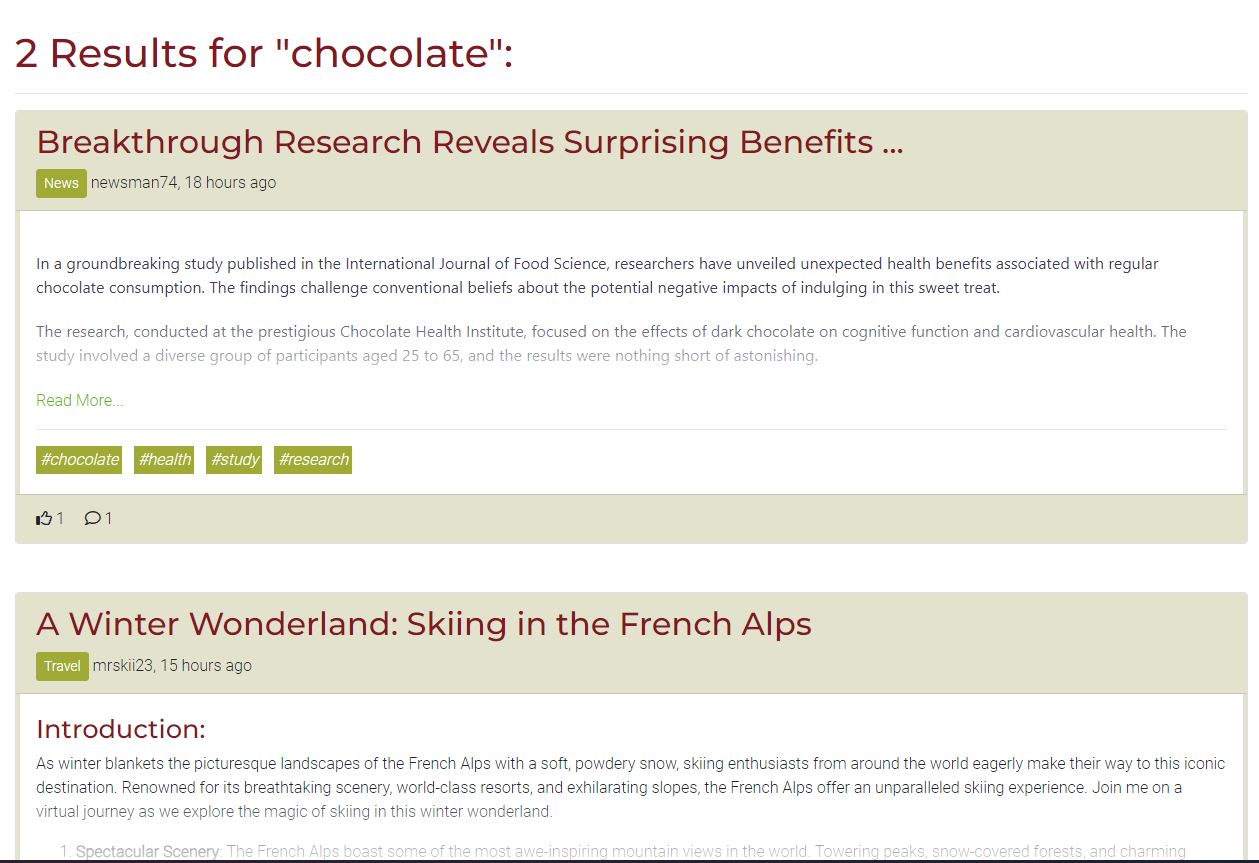 2 Results for "chocolate":
Breakthrough Research Reveals Surprising Benefits ...
News newsman74, 18 hours ago
In a groundbreaking study published in the International Journal of Food Science, researchers have unveiled unexpected health benefits associated with regular
chocolate consumption. The findings challenge conventional beliefs about the potential negative impacts of indulging in this sweet treat.
The research, conducted at the prestigious Chocolate Health Institute, focused on the effects of dark chocolate on cognitive function and cardiovascular health. The
study involved a diverse group of participants aged 25 to 65, and the results were nothing short of astonishing.
Read More...
#chocolate #health #study #research
1 1
A Winter Wonderland: Skiing in the French Alps
Travel mrskii23, 15 hours ago
Introduction:
As winter blankets the picturesque landscapes of the French Alps with a soft, powdery snow, skiing enthusiasts from around the world eagerly make their way to this iconic
destination. Renowned for its breathtaking scenery, world-class resorts, and exhilarating slopes, the French Alps offer an unparalleled skiing experience. Join me on a
virtual journey as we explore the magic of skiing in this winter wonderland.
1. Spectacular Scenery: The French Alps boast some of the most awe-inspiring mountain views in the world. Towering peaks, snow-covered forests, and charming